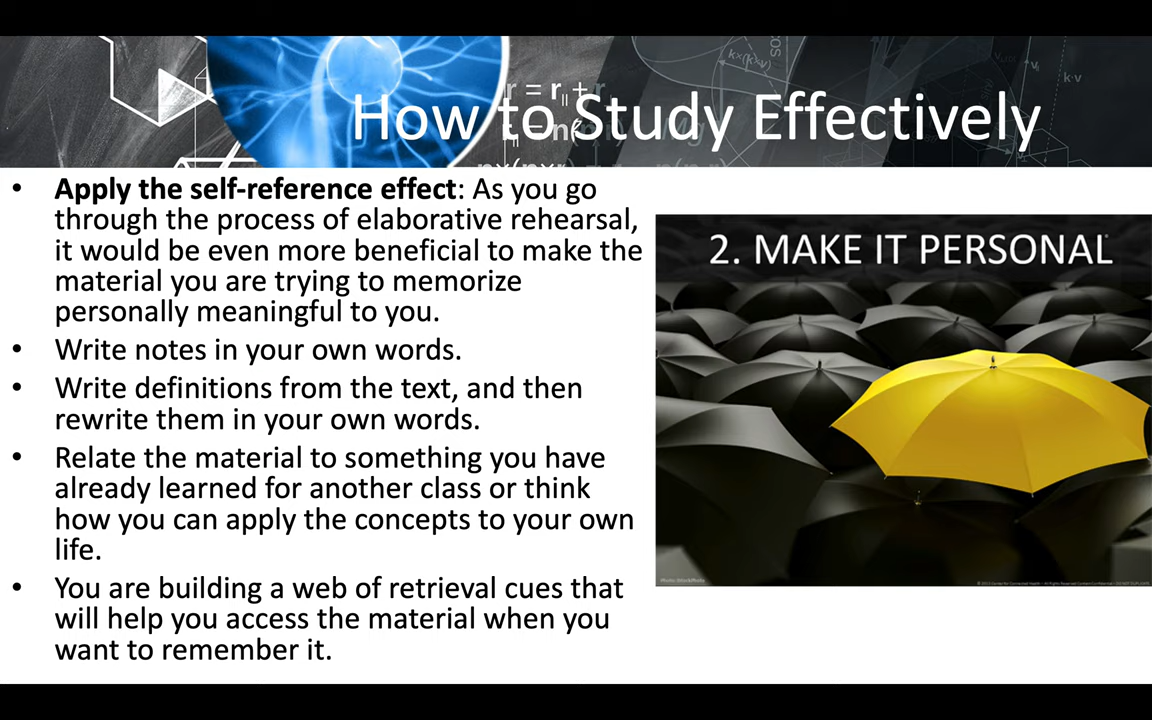 How to Study Effectively
• Apply the self-reference effect: As you go
through the process of elaborative rehearsal,
it would be even more beneficial to make the
material you are trying to memorize
personally meaningful to you.
• Write notes in your own words.
• Write definitions from the text, and then
rewrite them in your own words.
• Relate the material to something you have
already learned for another class or think
how you can apply the concepts to your own
life.
• You are building a web of retrieval cues that
will help you access the material when you
want to remember it.
2. MAKE IT PERSONAL